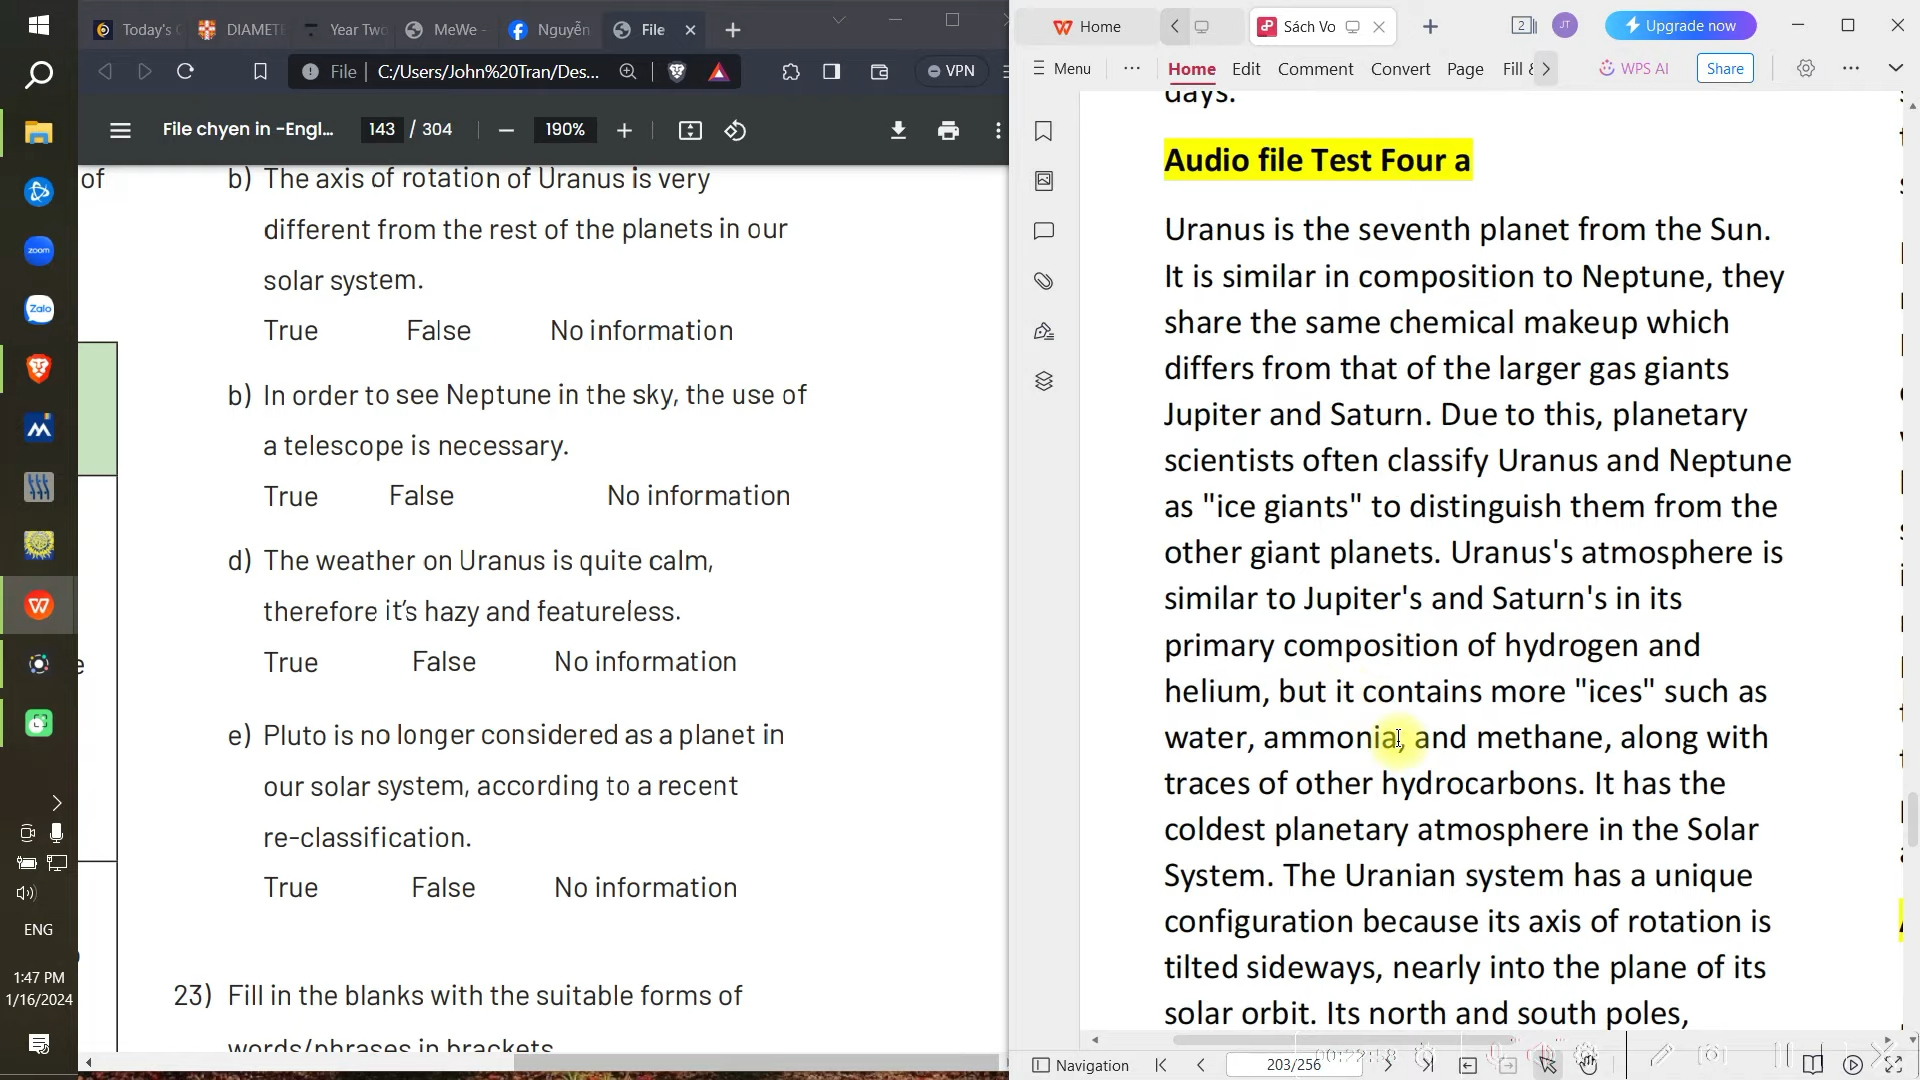 Today's
DIAMET
Year Two
MeWe -
Nguyễn
File
File
C:/Users/John%20Tran/Des...
VPN
File chyen in -Engl...
143 / 304
190%
of
b) The axis of rotation of Uranus is very
different from the rest of the planets in our
solar system.
True False No information
b) In order to see Neptune in the sky, the use of
a telescope is necessary.
True False No information
d) The weather on Uranus is quite calm,
therefore it's hazy and featureless.
True False No information
e) Pluto is no longer considered as a planet in
our solar system, according to a recent
re-classification.
True False No information
23) Fill in the blanks with the suitable forms of
words/phrases in brackets
zoom
Zalo
ENG
1:47 PM
1/16/2024
Home
Sách Vo
2
JT
Upgrade now
Menu
Home
Edit
Comment
Convert
Page
Fill &
WPS AI
Share
days.
Audio file Test Four a
Uranus is the seventh planet from the Sun.
It is similar in composition to Neptune, they
share the same chemical makeup which
differs from that of the larger gas giants
Jupiter and Saturn. Due to this, planetary
scientists often classify Uranus and Neptune
as "ice giants" to distinguish them from the
other giant planets. Uranus's atmosphere is
similar to Jupiter's and Saturn's in its
primary composition of hydrogen and
helium, but it contains more "ices" such as
water, ammonia, and methane, along with
traces of other hydrocarbons. It has the
coldest planetary atmosphere in the Solar
System. The Uranian system has a unique
configuration because its axis of rotation is
tilted sideways, nearly into the plane of its
solar orbit. Its north and south poles,
00:22:58
Navigation
203/256